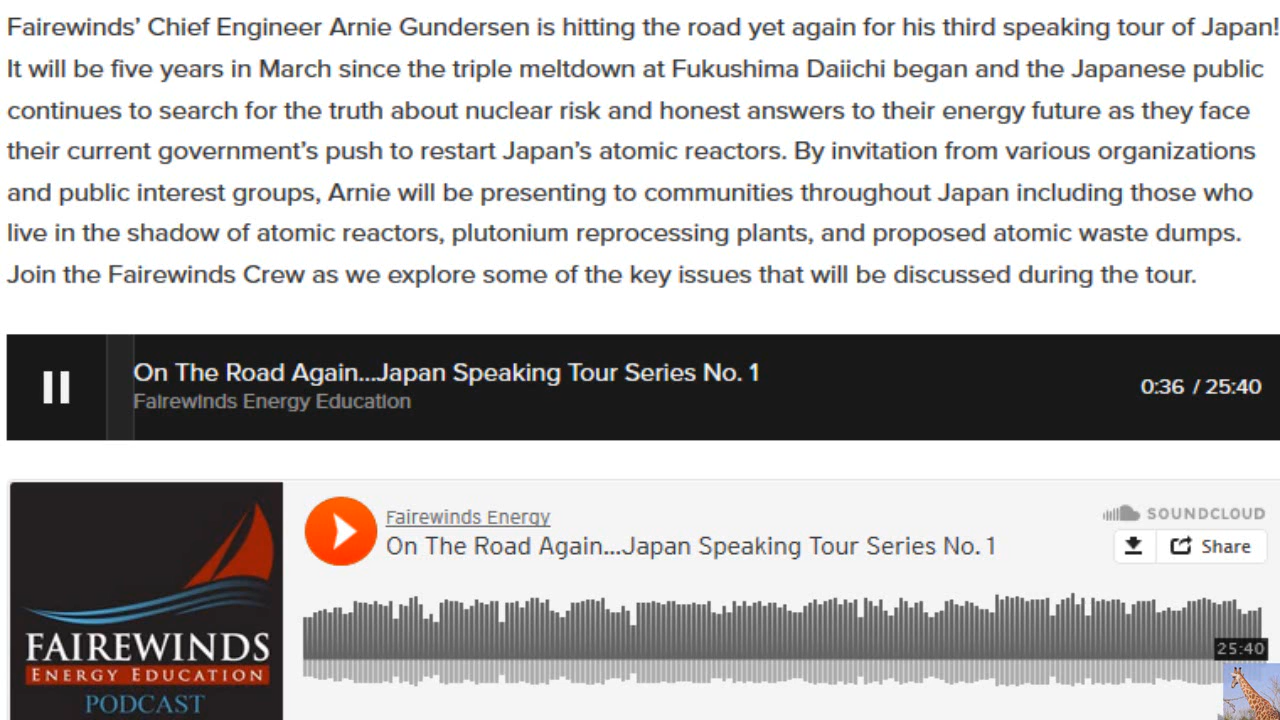 Fairewinds’ Chief Engineer Arnie Gundersen is hitting the road yet again for his third speaking tour of Japan!
It will be five years in March since the triple meltdown at Fukushima Daiichi began and the Japanese public
continues to search for the truth about nuclear risk and honest answers to their energy future as they face
their current government’s push to restart Japan’s atomic reactors. By invitation from various organizations
and public interest groups, Arnie will be presenting to communities throughout Japan including those who
live in the shadow of atomic reactors, plutonium reprocessing plants, and proposed atomic waste dumps.
Join the Fairewinds Crew as we explore some of the key issues that will be discussed during the tour.
On The Road Again...Japan Speaking Tour Series No. 1
Fairewinds Energy Education
0:36 / 25:40
Fairewinds Energy
On The Road Again...Japan Speaking Tour Series No. 1
SOUNDCLOUD
Share
25:40
FAIREWINDS
ENERGY EDUCATION
PODCAST